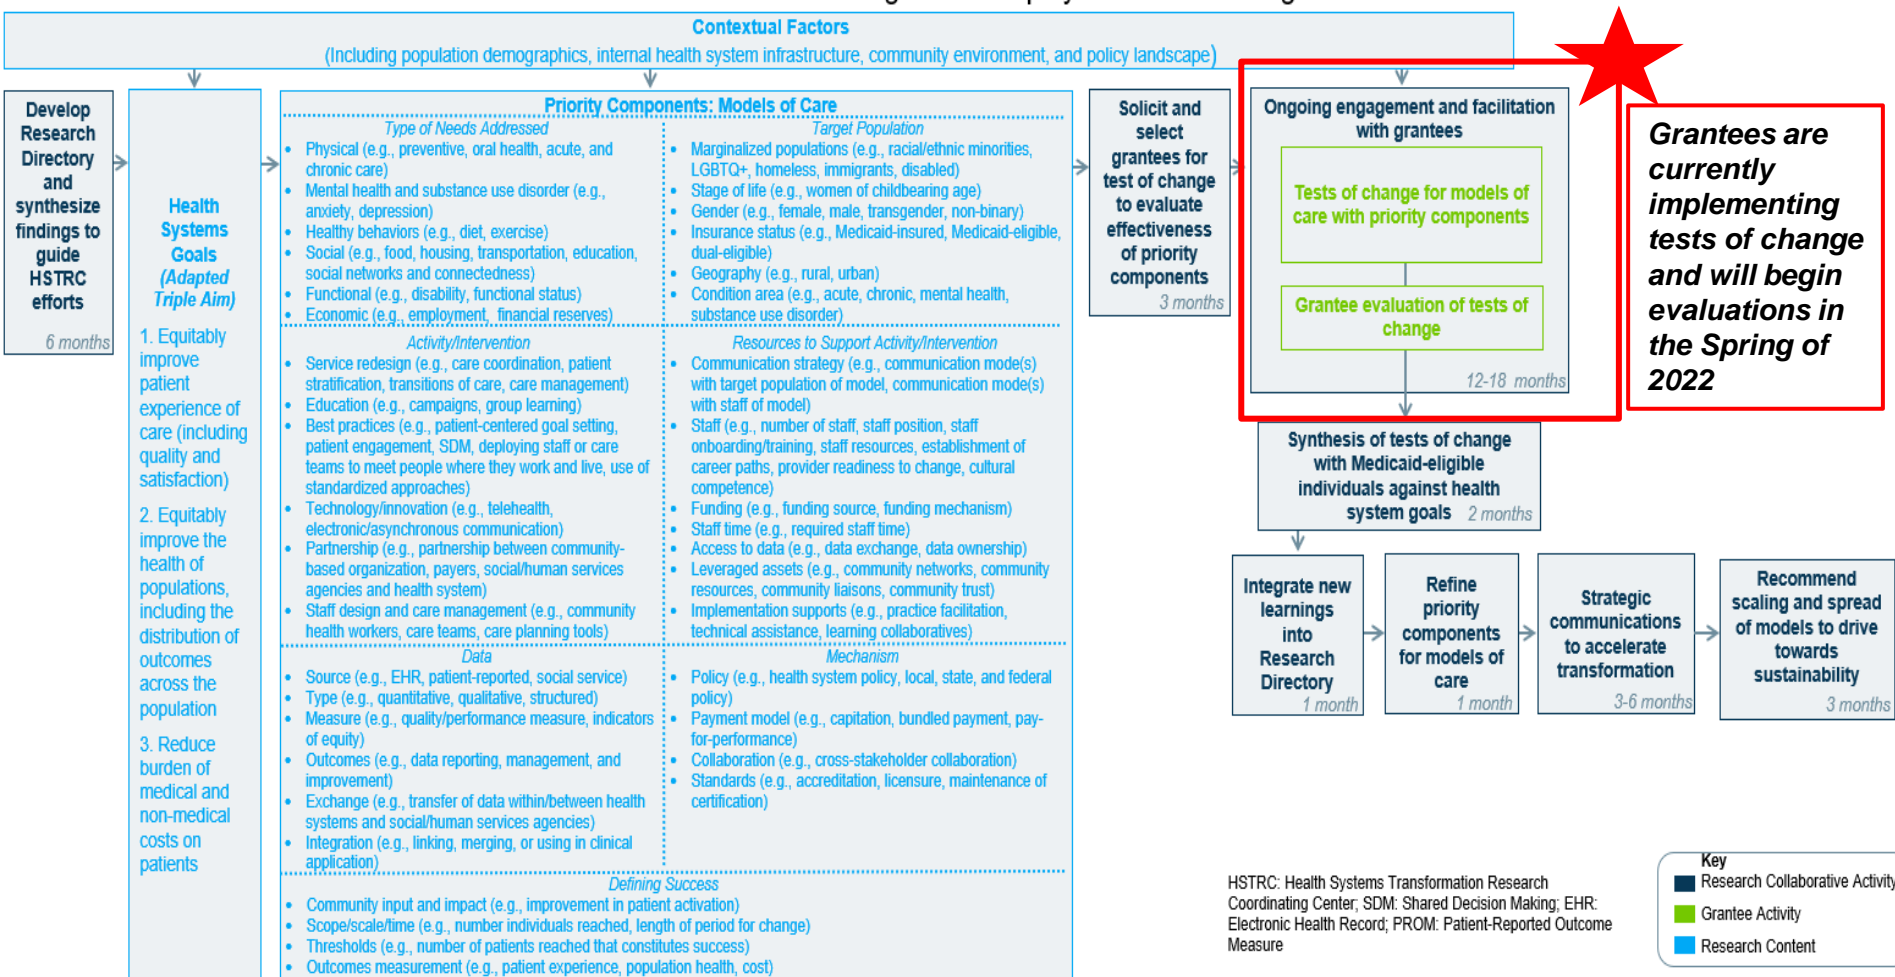 Contextual Factors
(Including population demographics, internal health system infrastructure, community environment, and policy landscape)
Develop
Research
Directory
and
synthesize
findings to
guide
HSTRC
efforts
6 months
Health
Systems
Goals
(Adapted
Triple Aim)
1. Equitably
improve
patient
experience of
care (including
quality and
satisfaction)
2. Equitably
improve the
health of
populations,
including the
distribution of
outcomes
across the
population
3. Reduce
burden of
medical and
non-medical
costs on
patients
Priority Components: Models of Care
Type of Needs Addressed
• Physical (e.g., preventive, oral health, acute, and
chronic care)
• Mental health and substance use disorder (e.g.,
anxiety, depression)
• Healthy behaviors (e.g., diet, exercise)
• Social (e.g., food, housing, transportation, education,
social networks and connectedness)
• Functional (e.g., disability, functional status)
• Economic (e.g., employment, financial reserves)
Target Population
• Marginalized populations (e.g., racial/ethnic minorities,
LGBTQ+, homeless, immigrants, disabled)
• Stage of life (e.g., women of childbearing age)
• Gender (e.g., female, male, transgender, non-binary)
• Insurance status (e.g., Medicaid-insured, Medicaid-eligible,
dual-eligible)
• Geography (e.g., rural, urban)
• Condition area (e.g., acute, chronic, mental health,
substance use disorder)
Activity/Intervention
• Service redesign (e.g., care coordination, patient
stratification, transitions of care, care management)
• Education (e.g., campaigns, group learning)
• Best practices (e.g., patient-centered goal setting,
patient engagement, SDM, deploying staff or care
teams to meet people where they work and live, use of
standardized approaches)
• Technology/innovation (e.g., telehealth,
electronic/asynchronous communication)
• Partnership (e.g., partnership between community-
based organization, payers, social/human services
agencies and health system)
• Staff design and care management (e.g., community
health workers, care teams, care planning tools)
Resources to Support Activity/Intervention
• Communication strategy (e.g., communication mode(s)
with target population of model, communication mode(s)
with staff of model)
• Staff (e.g., number of staff, staff position, staff
onboarding/training, staff resources, establishment of
career paths, provider readiness to change, cultural
competence)
• Funding (e.g., funding source, funding mechanism)
• Staff time (e.g., required staff time)
• Access to data (e.g., data exchange, data ownership)
• Leveraged assets (e.g., community networks, community
resources, community liaisons, community trust)
• Implementation supports (e.g., practice facilitation,
technical assistance, learning collaboratives)
Data
• Source (e.g., EHR, patient-reported, social service)
• Type (e.g., quantitative, qualitative, structured)
• Measure (e.g., quality/performance measure, indicators
of equity)
• Outcomes (e.g., data reporting, management, and
improvement)
• Exchange (e.g., transfer of data within/between health
systems and social/human services agencies)
• Integration (e.g., linking, merging, or using in clinical
application)
Mechanism
• Policy (e.g., health system policy, local, state, and federal
policy)
• Payment model (e.g., capitation, bundled payment, pay-
for-performance)
• Collaboration (e.g., cross-stakeholder collaboration)
• Standards (e.g., accreditation, licensure, maintenance of
certification)
Defining Success
• Community input and impact (e.g., improvement in patient activation)
• Scope/scale/time (e.g., number individuals reached, length of period for change)
• Thresholds (e.g., number of patients reached that constitutes success)
• Outcomes measurement (e.g., patient experience, population health, cost)
Solicit and
select
grantees for
test of change
to evaluate
effectiveness
of priority
components
3 months
Ongoing engagement and facilitation
with grantees
Tests of change for models of
care with priority components
Grantee evaluation of tests of
change
12-18 months
Grantees are
currently
implementing
tests of change
and will begin
evaluations in
the Spring of
2022
Synthesis of tests of change
with Medicaid-eligible
individuals against health
system goals 2 months
Integrate new
learnings
into
Research
Directory
1 month
Refine
priority
components
for models of
care
1 month
Strategic
communications
to accelerate
transformation
3-6 months
Recommend
scaling and spread
of models to drive
towards
sustainability
3 months
HSTRC: Health Systems Transformation Research
Coordinating Center; SDM: Shared Decision Making; EHR:
Electronic Health Record; PROM: Patient-Reported Outcome
Measure
Key
Research Collaborative Activity
Grantee Activity
Research Content